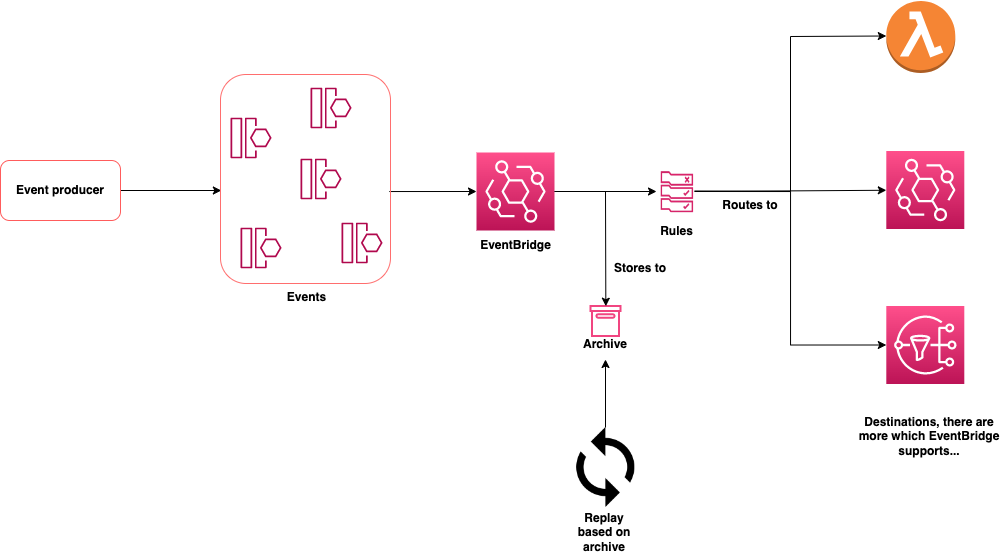 Event producer
Events
EventBridge
Stores to
Archive
Replay
based on
archive
Rules
Routes to
Destinations, there are
more which EventBridge
supports...